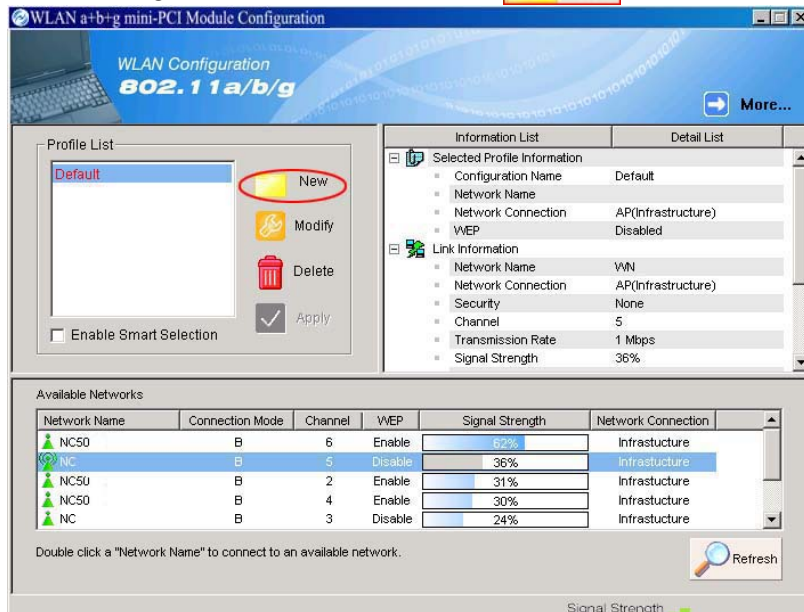 WLAN a+b+g mini-PCI Module Configuration
WLAN Configuration
802.11a/b/g
More...
Profile List
Default
New
Modify
Delete
Apply
Enable Smart Selection
Information List Detail List
Selected Profile Information
Configuration Name Default
Network Name
Network Connection AP(Infrastructure)
WEP Disabled
Link Information
Network Name WN
Network Connection AP(Infrastructure)
Security None
Channel 5
Transmission Rate 1 Mbps
Signal Strength 36%
Available Networks
Network Name Connection Mode Channel WEP Signal Strength Network Connection
NC50 B 6 Enable 62% Infrastucture
NC B 5 Disable 36% Infrastucture
NC50 B 2 Enable 31% Infrastucture
NC50 B 4 Enable 30% Infrastucture
NC B 3 Disable 24% Infrastucture
Double click a "Network Name" to connect to an available network.
Refresh
Signal Strength